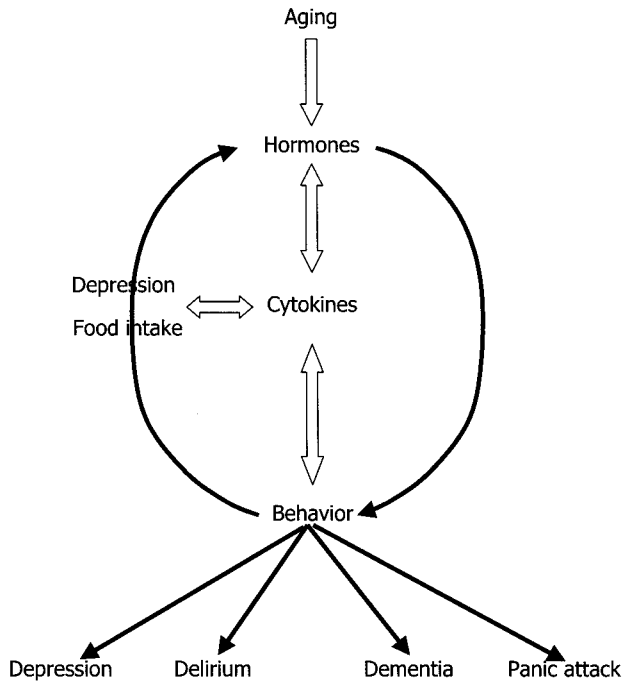 Aging
Hormones
Depression
Cytokines
Food intake
Behavior
Depression Delirium Dementia Panic attack